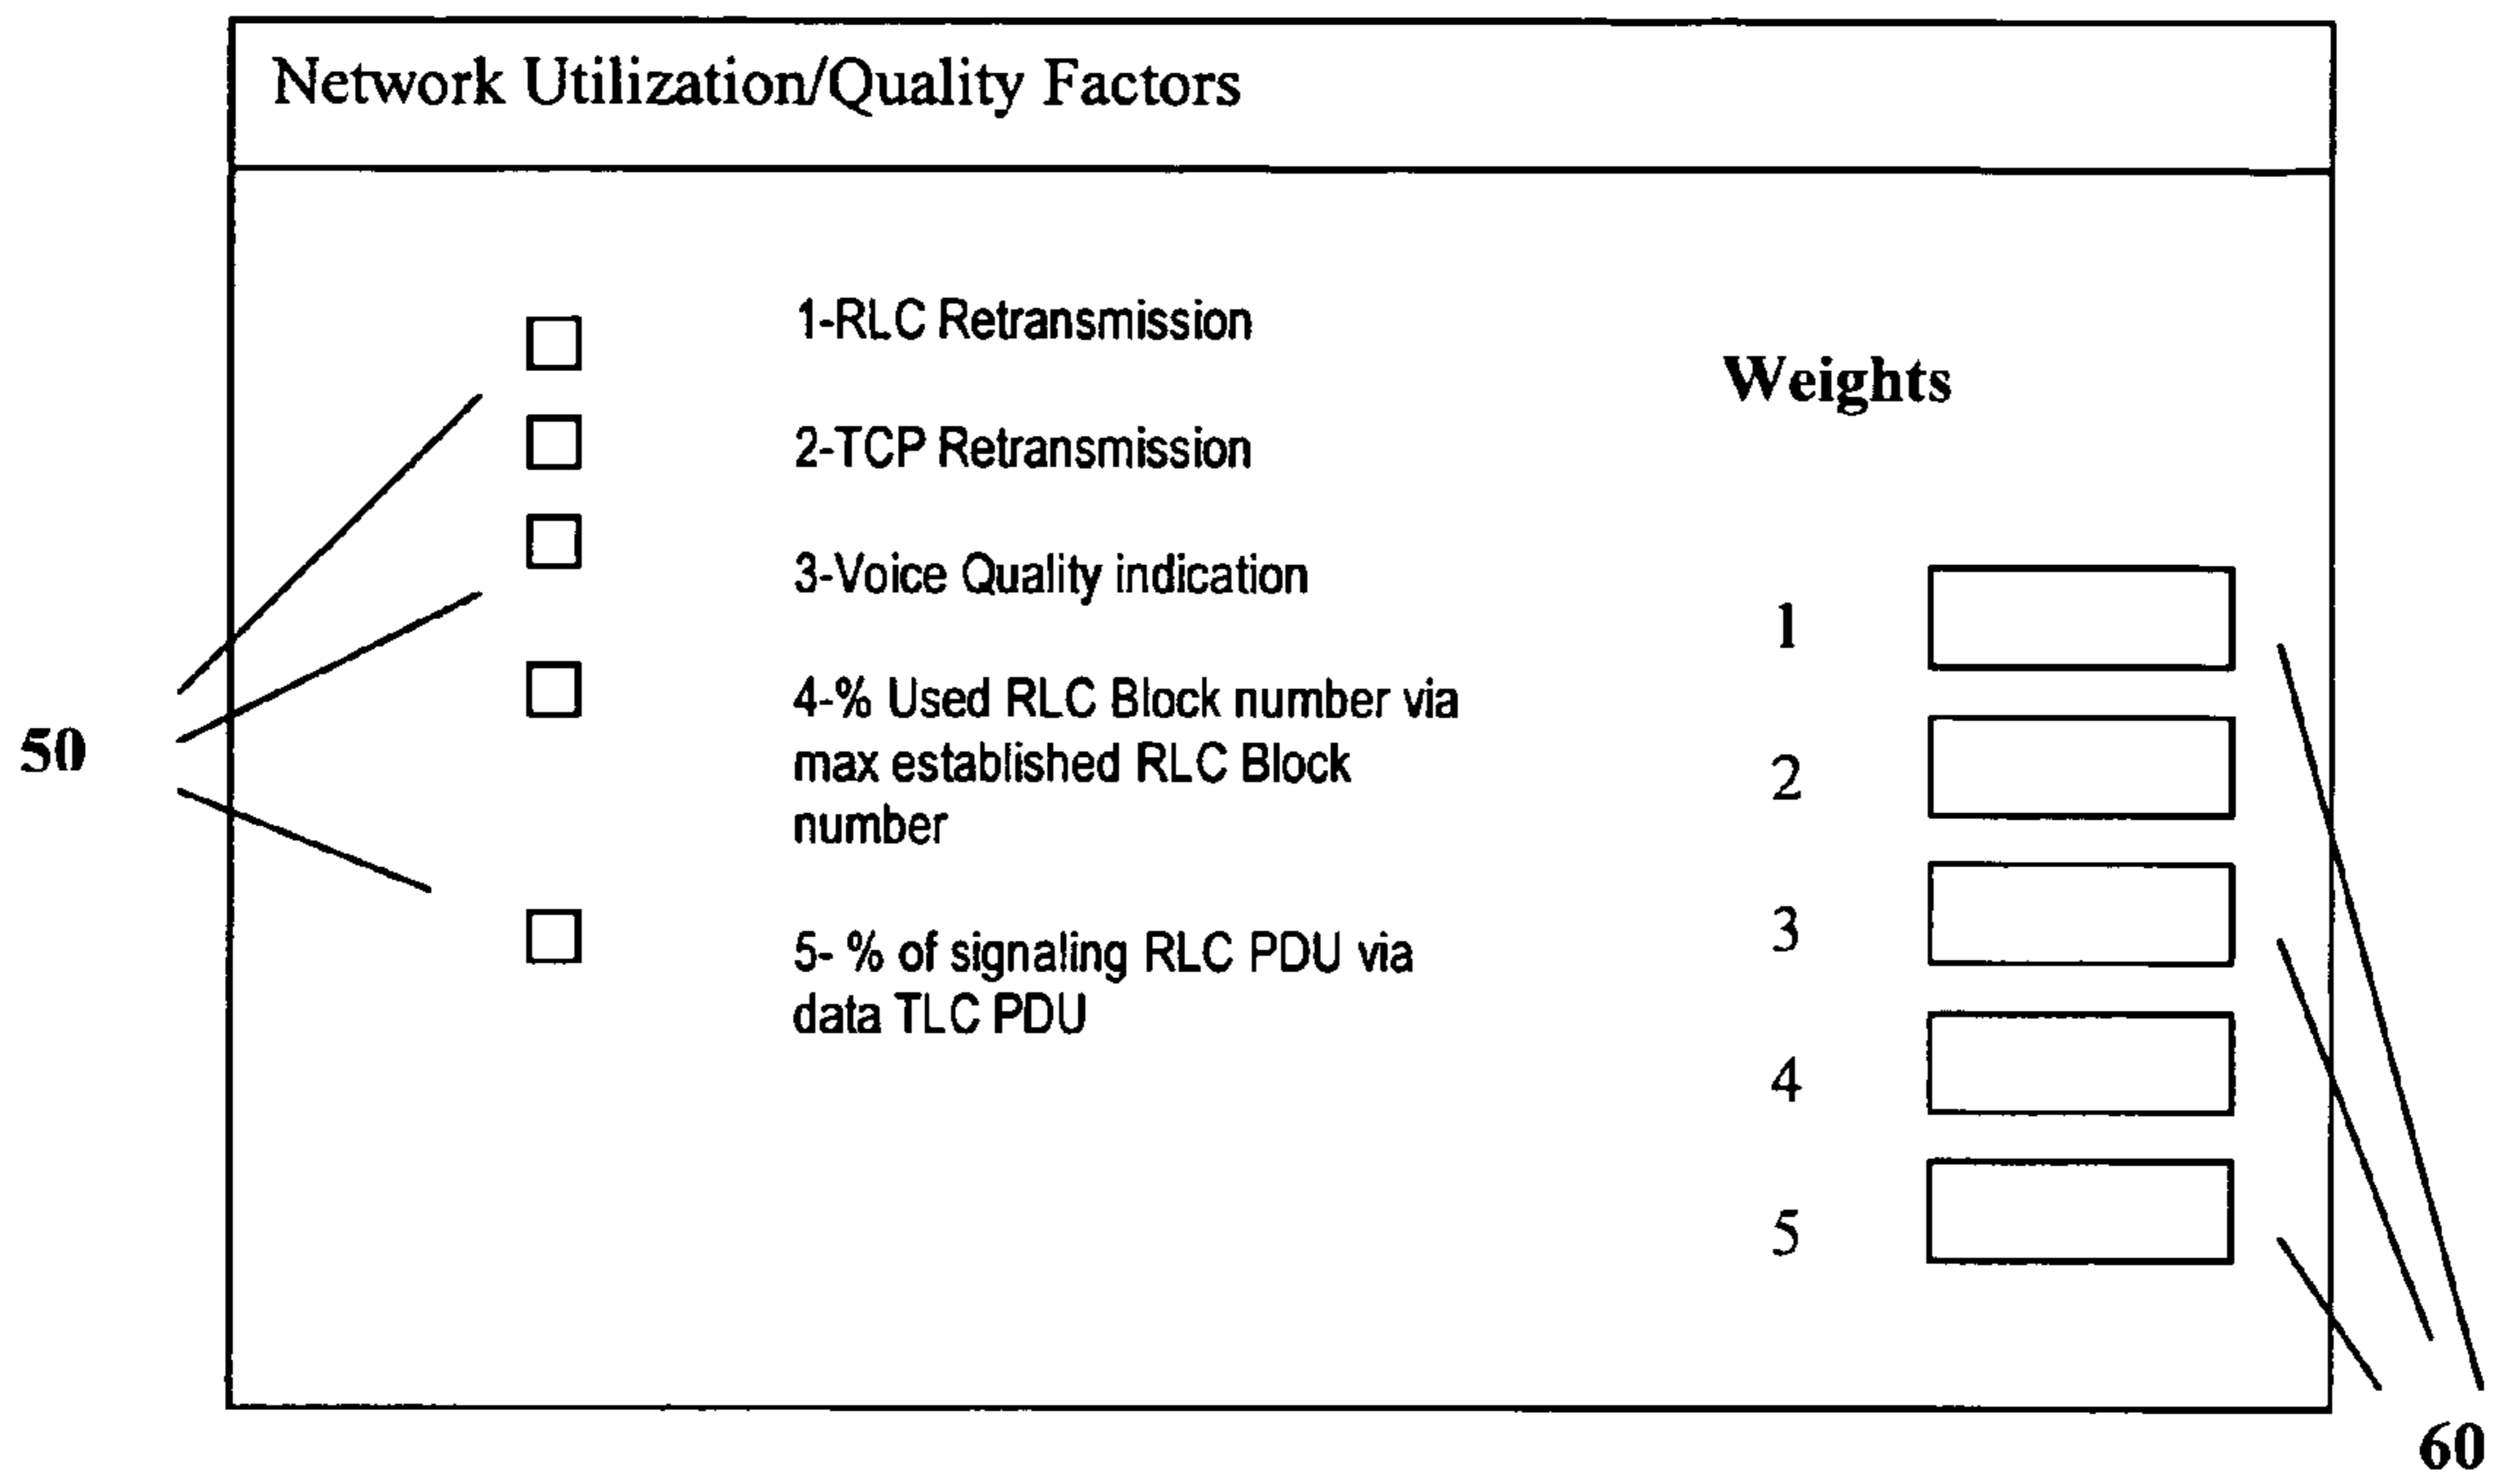 Network Utilization/Quality Factors
1-RLC Retransmission
2-TCP Retransmission
3-Voice Quality indication
4-% Used RLC Block number via
max established RLC Block
number
5- % of signaling RLC PDU via
data TLC PDU
Weights
1
2
3
4
5
50
60